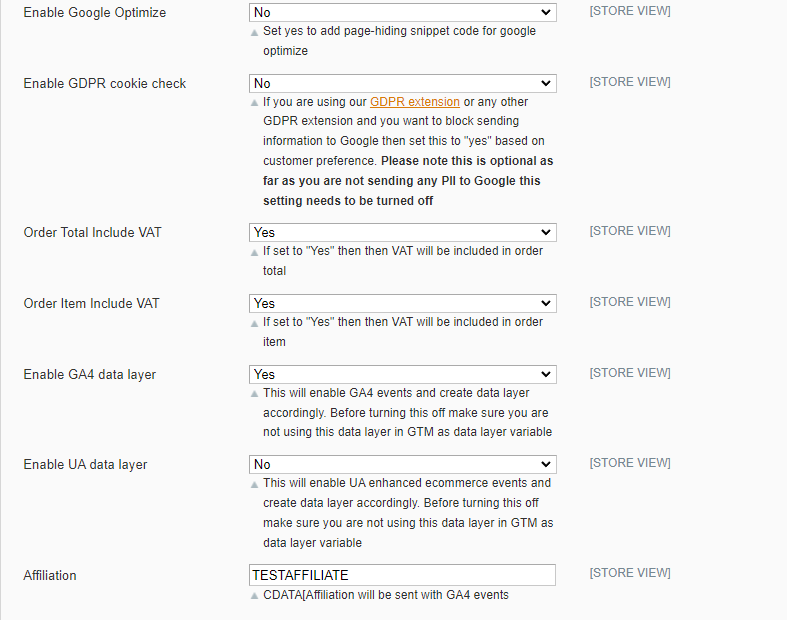 Enable Google Optimize No [STORE VIEW]
Set yes to add page-hiding snippet code for google
optimize
Enable GDPR cookie check No [STORE VIEW]
If you are using our GDPR extension or any other
GDPR extension and you want to block sending
information to Google then set this to "yes" based on
customer preference. Please note this is optional as
far as you are not sending any PII to Google this
setting needs to be turned off
Order Total Include VAT Yes [STORE VIEW]
If set to "Yes" then then VAT will be included in order
total
Order Item Include VAT Yes [STORE VIEW]
If set to "Yes" then then VAT will be included in order
item
Enable GA4 data layer Yes [STORE VIEW]
This will enable GA4 events and create data layer
accordingly. Before turning this off make sure you are
not using this data layer in GTM as data layer variable
Enable UA data layer No [STORE VIEW]
This will enable UA enhanced ecommerce events and
create data layer accordingly. Before turning this off
make sure you are not using this data layer in GTM as
data layer variable
Affiliation TESTAFFILIATE [STORE VIEW]
CDATA[Affiliation will be sent with GA4 events